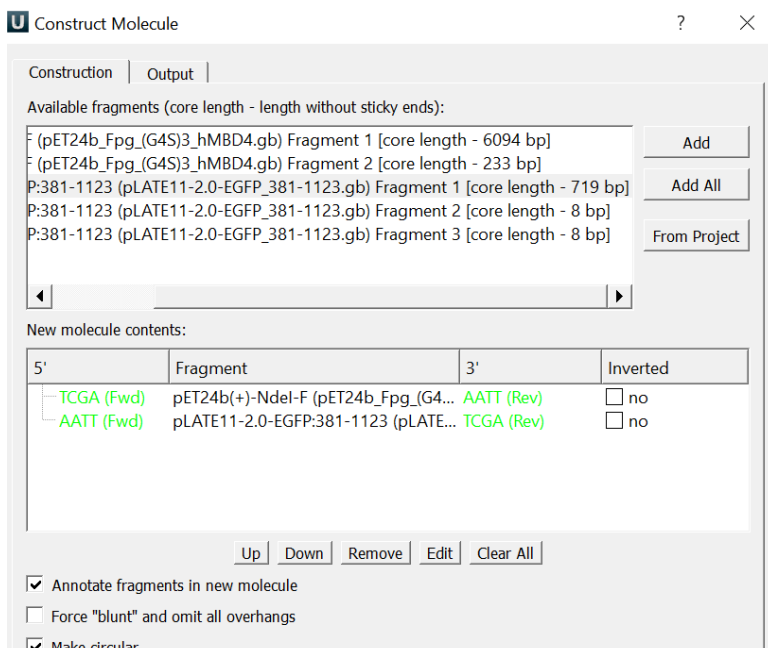 U Construct Molecule ?
Construction Output
Available fragments (core length - length without sticky ends):
F (pET24b_Fpg_(G4S)3_hMBD4.gb) Fragment 1 [core length - 6094 bp]
Add
F (pET24b_Fpg_(G4S)3_hMBD4.gb) Fragment 2 [core length - 233 bp]
P:381-1123 (pLATE11-2.0-EGFP_381-1123.gb) Fragment 1 [core length - 719 bp]
Add All
P:381-1123 (pLATE11-2.0-EGFP_381-1123.gb) Fragment 2 [core length - 8 bp]
P:381-1123 (pLATE11-2.0-EGFP_381-1123.gb) Fragment 3 [core length - 8 bp]
From Project
New molecule contents:
5' Fragment 3' Inverted
TCGA (Fwd) pET24b(+)-NdeI-F (pET24b_Fpg_(G4... AATT (Rev) no
AATT (Fwd) pLATE11-2.0-EGFP:381-1123 (pLATE... TCGA (Rev) no
Up Down Remove Edit Clear All
Annotate fragments in new molecule
Force "blunt" and omit all overhangs
Make circular